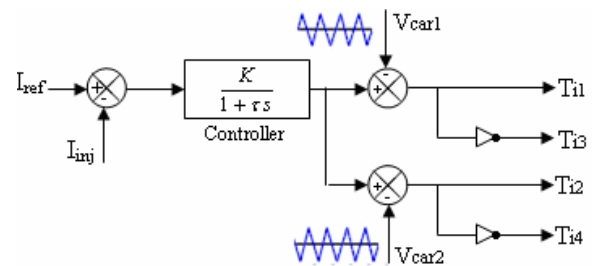 Vcar1
Iref
+
-
K
1 + τs
Controller
-
+
Ti1
Ti3
Iinj
+
-
Ti2
Ti4
Vcar2